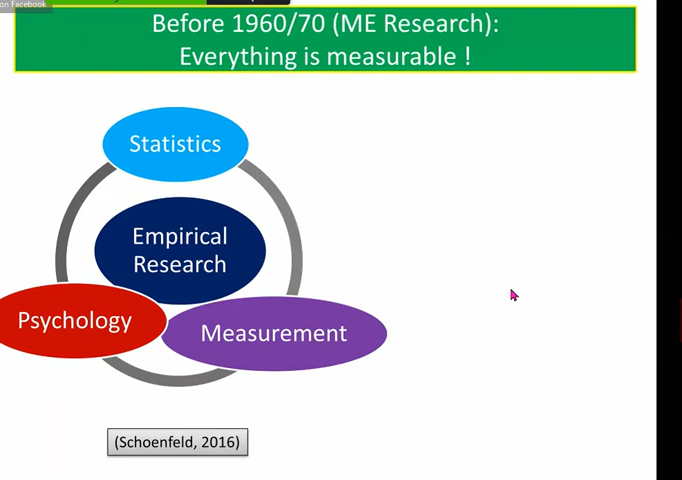 on Facebook
Before 1960/70 (ME Research):
Everything is measurable !
Statistics
Empirical
Research
Psychology
Measurement
(Schoenfeld, 2016)